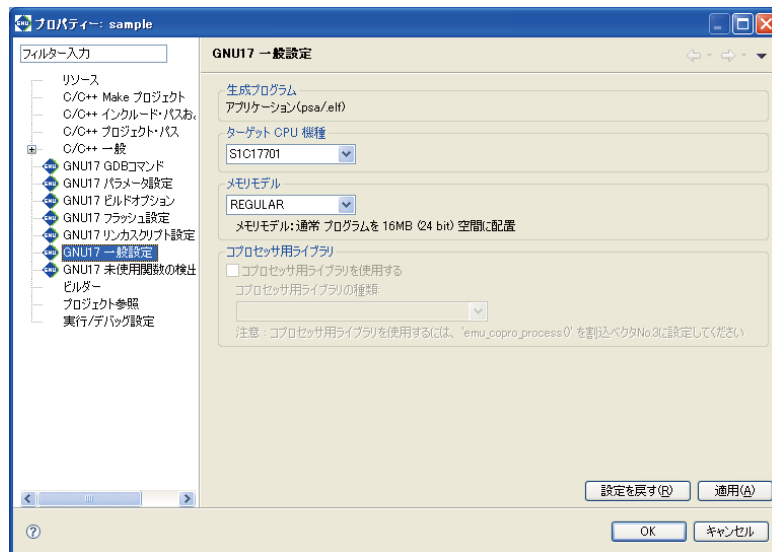 プロパティー: sample
フィルター入力
リソース
C/C++ Make プロジェクト
C/C++ インクルード・パスお
C/C++ プロジェクト・パス
C/C++ 一般
GNU17 GDBコマンド
GNU17 パラメータ設定
GNU17 ビルドオプション
GNU17 フラッシュ設定
GNU17 リンカスクリプト設定
GNU17 一般設定
GNU17 未使用関数の検出
ビルダー
プロジェクト参照
実行/デバッグ設定
GNU17 一般設定
生成プログラム
アプリケーション(psa/.elf)
ターゲット CPU 機種
S1C17701
メモリモデル
REGULAR
メモリモデル：通常 プログラムを 16MB (24 bit) 空間に配置
コプロセッサ用ライブラリ
コプロセッサ用ライブラリを使用する
コプロセッサ用ライブラリの種類:
注意：コプロセッサ用ライブラリを使用するには、'emu_copro_process()' を割込ベクタNo.3に設定してください
設定を戻す(R)
適用(A)
OK
キャンセル